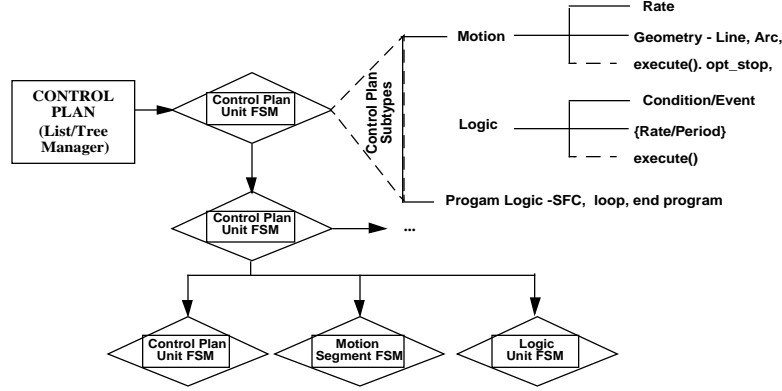 CONTROL
PLAN
(List/Tree
Manager)
Control Plan
Unit FSM
Control Plan
Subtypes
Motion
Rate
Geometry - Line, Arc,
execute(). opt_stop,
Logic
Condition/Event
{Rate/Period}
execute()
Progam Logic -SFC, loop, end program
Control Plan
Unit FSM
...
Control Plan
Unit FSM
Motion
Segment FSM
Logic
Unit FSM